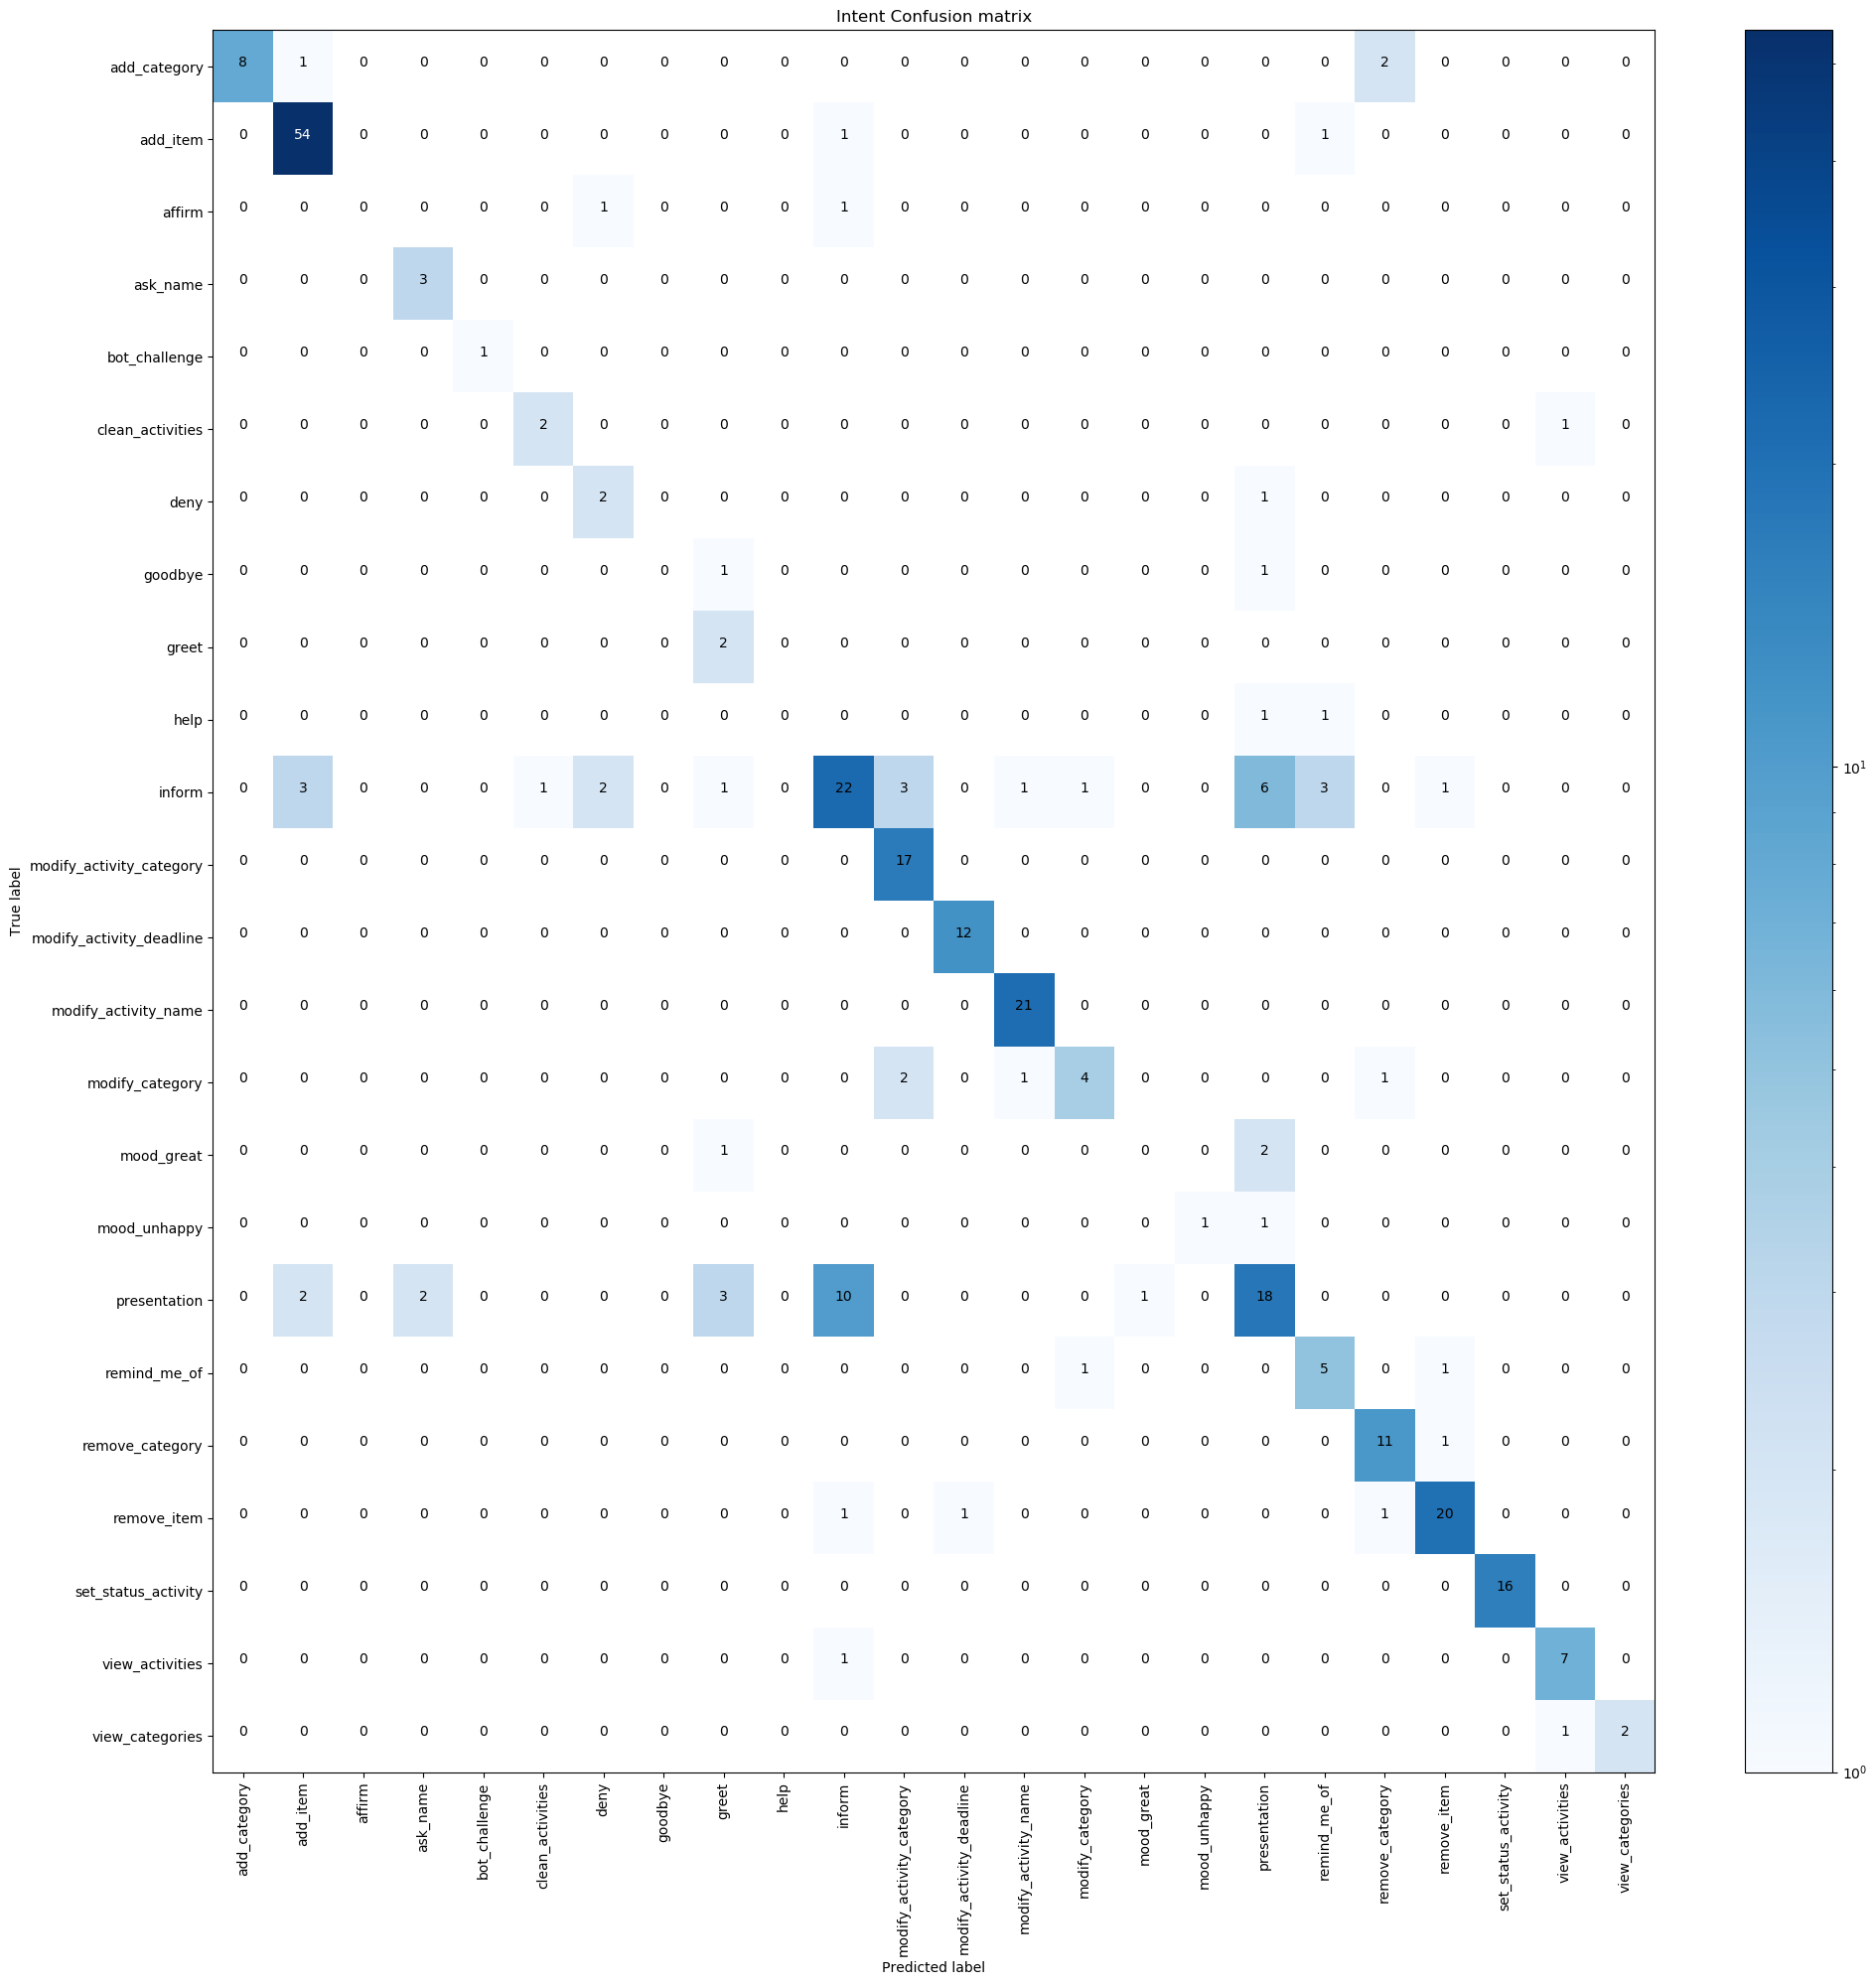 Intent Confusion matrix
add_category 8 1 0 0 0 0 0 0 0 0 0 0 0 0 0 0 0 0 0 2 0 0 0 0
add_item 0 54 0 0 0 0 0 0 0 0 1 0 0 0 0 0 0 0 1 0 0 0 0 0
affirm 0 0 0 0 0 0 1 0 0 0 1 0 0 0 0 0 0 0 0 0 0 0 0 0
ask_name 0 0 0 3 0 0 0 0 0 0 0 0 0 0 0 0 0 0 0 0 0 0 0 0
bot_challenge 0 0 0 0 1 0 0 0 0 0 0 0 0 0 0 0 0 0 0 0 0 0 0 0
clean_activities 0 0 0 0 0 2 0 0 0 0 0 0 0 0 0 0 0 0 0 0 0 0 1 0
deny 0 0 0 0 0 0 2 0 0 0 0 0 0 0 0 0 0 1 0 0 0 0 0 0
goodbye 0 0 0 0 0 0 0 0 1 0 0 0 0 0 0 0 0 1 0 0 0 0 0 0
greet 0 0 0 0 0 0 0 0 2 0 0 0 0 0 0 0 0 0 0 0 0 0 0 0
help 0 0 0 0 0 0 0 0 0 0 0 0 0 0 0 0 0 1 1 0 0 0 0 0
inform 0 3 0 0 0 1 2 0 1 0 22 3 0 1 1 0 0 6 3 0 1 0 0 0
10¹
modify_activity_category 0 0 0 0 0 0 0 0 0 0 0 17 0 0 0 0 0 0 0 0 0 0 0 0
True label
modify_activity_deadline 0 0 0 0 0 0 0 0 0 0 0 0 12 0 0 0 0 0 0 0 0 0 0 0
modify_activity_name 0 0 0 0 0 0 0 0 0 0 0 0 0 21 0 0 0 0 0 0 0 0 0 0
modify_category 0 0 0 0 0 0 0 0 0 0 0 2 0 1 4 0 0 0 0 1 0 0 0 0
mood_great 0 0 0 0 0 0 0 0 1 0 0 0 0 0 0 0 0 2 0 0 0 0 0 0
mood_unhappy 0 0 0 0 0 0 0 0 0 0 0 0 0 0 0 0 1 1 0 0 0 0 0 0
presentation 0 2 0 2 0 0 0 0 3 0 10 0 0 0 0 1 0 18 0 0 0 0 0 0
remind_me_of 0 0 0 0 0 0 0 0 0 0 0 0 0 0 1 0 0 0 5 0 1 0 0 0
remove_category 0 0 0 0 0 0 0 0 0 0 0 0 0 0 0 0 0 0 0 11 1 0 0 0
remove_item 0 0 0 0 0 0 0 0 0 0 1 0 1 0 0 0 0 0 0 1 20 0 0 0
set_status_activity 0 0 0 0 0 0 0 0 0 0 0 0 0 0 0 0 0 0 0 0 0 16 0 0
view_activities 0 0 0 0 0 0 0 0 0 0 1 0 0 0 0 0 0 0 0 0 0 0 7 0
view_categories 0 0 0 0 0 0 0 0 0 0 0 0 0 0 0 0 0 0 0 0 0 0 1 2
10⁰
add_category
add_item
affirm
ask_name
bot_challenge
clean_activities
deny
goodbye
greet
help
inform
modify_activity_category
modify_activity_deadline
modify_activity_name
modify_category
mood_great
mood_unhappy
presentation
remind_me_of
remove_category
remove_item
set_status_activity
view_activities
view_categories
Predicted label